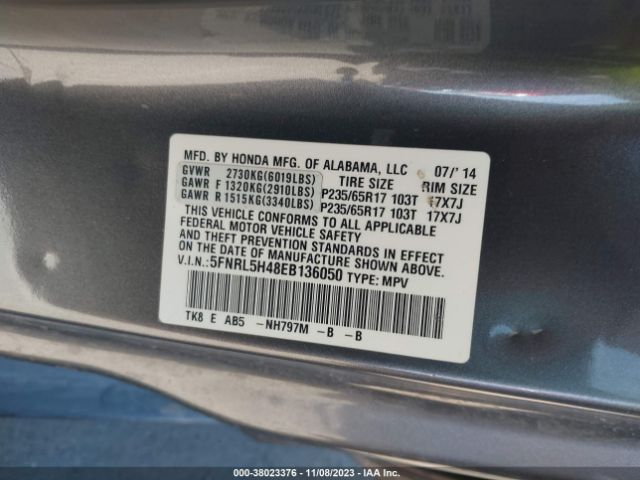 MFD. BY HONDA MFG. OF ALABAMA, LLC 07/'14
GVWR 2730KG(6019LBS) TIRE SIZE RIM SIZE
GAWR F 1320KG(2910LBS) P235/65R17 103T 17X7J
GAWR R 1515KG(3340LBS) P235/65R17 103T 17X7J
THIS VEHICLE CONFORMS TO ALL APPLICABLE
FEDERAL MOTOR VEHICLE SAFETY
AND THEFT PREVENTION STANDARDS IN EFFECT
ON THE DATE OF MANUFACTURE SHOWN ABOVE.
V.I.N.:5FNRL5H48EB136050 TYPE: MPV
TK8 E AB5 -NH797M -B -B
© - 38023376 - 11/08/2023 - IAA Inc.